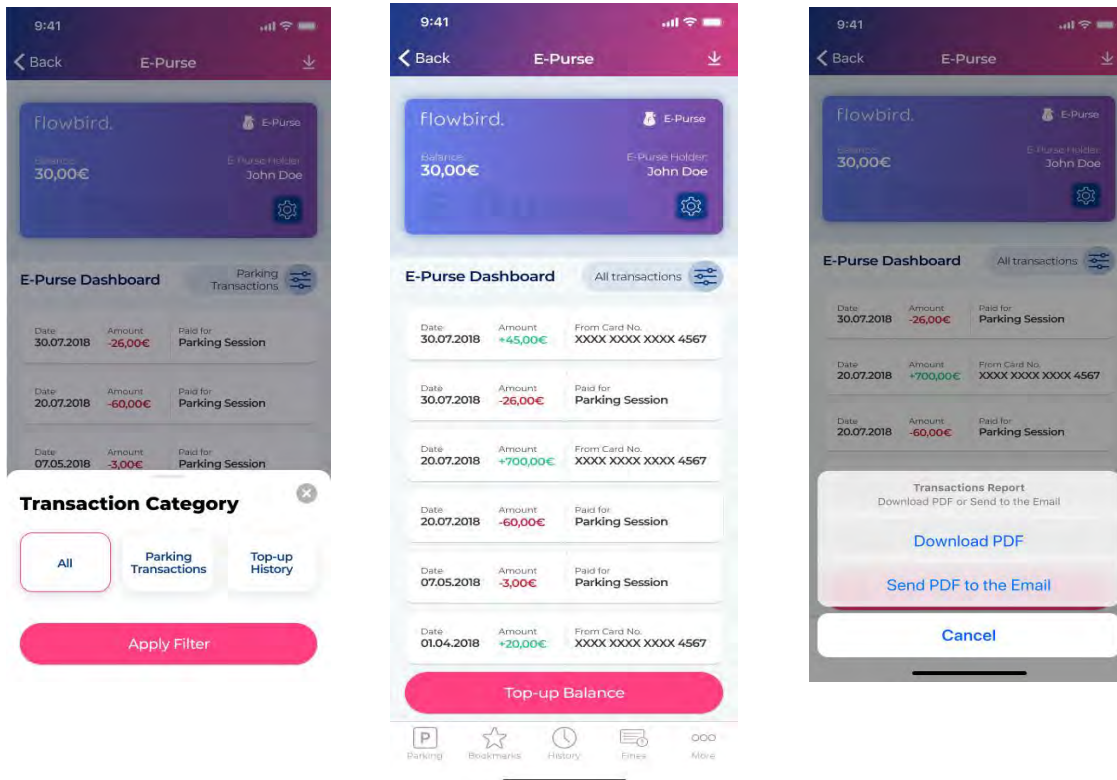 9:41
Back
E-Purse
flowbird.
E-Purse
Balance:
30,00€
E-Purse Holder:
John Doe
E-Purse Dashboard
Parking
Transactions
Date
Amount
Paid for
30.07.2018
-26,00€
Parking Session
Date
Amount
Paid for
20.07.2018
-60,00€
Parking Session
Date
Amount
Paid for
07.05.2018
-3,00€
Parking Session
Transaction Category
All
Parking
Transactions
Top-up
History
Apply Filter
9:41
Back
E-Purse
flowbird.
E-Purse
Balance:
30,00€
E-Purse Holder:
John Doe
E-Purse Dashboard
All transactions
Date
Amount
From Card No.
30.07.2018
+45,00€
XXXX XXXX XXXX 4567
Date
Amount
Paid for
30.07.2018
-26,00€
Parking Session
Date
Amount
From Card No.
20.07.2018
+700,00€
XXXX XXXX XXXX 4567
Date
Amount
Paid for
20.07.2018
-60,00€
Parking Session
Date
Amount
Paid for
07.05.2018
-3,00€
Parking Session
Date
Amount
From Card No.
01.04.2018
+20,00€
XXXX XXXX XXXX 4567
Top-up Balance
P
Parking
Bookmarks
History
Fines
More
9:41
Back
E-Purse
flowbird.
E-Purse
Balance:
30,00€
E-Purse Holder:
John Doe
E-Purse Dashboard
All transactions
Date
Amount
Paid for
30.07.2018
-26,00€
Parking Session
Date
Amount
From Card No.
20.07.2018
+700,00€
XXXX XXXX XXXX 4567
Date
Amount
Paid for
20.07.2018
-60,00€
Parking Session
Transactions Report
Download PDF or Send to the Email
Download PDF
Send PDF to the Email
Cancel